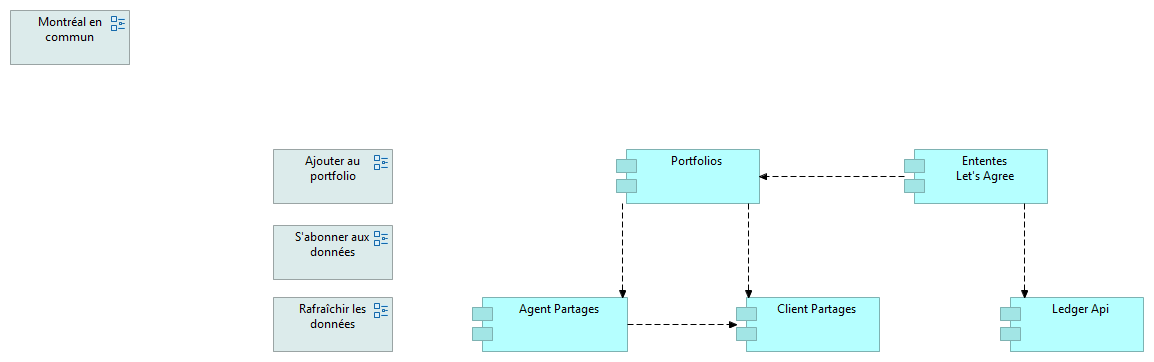 Montréal en
commun
Ajouter au
portfolio
Portfolios
Ententes
Let's Agree
S'abonner aux
données
Rafraîchir les
données
Agent Partages
Client Partages
Ledger Api